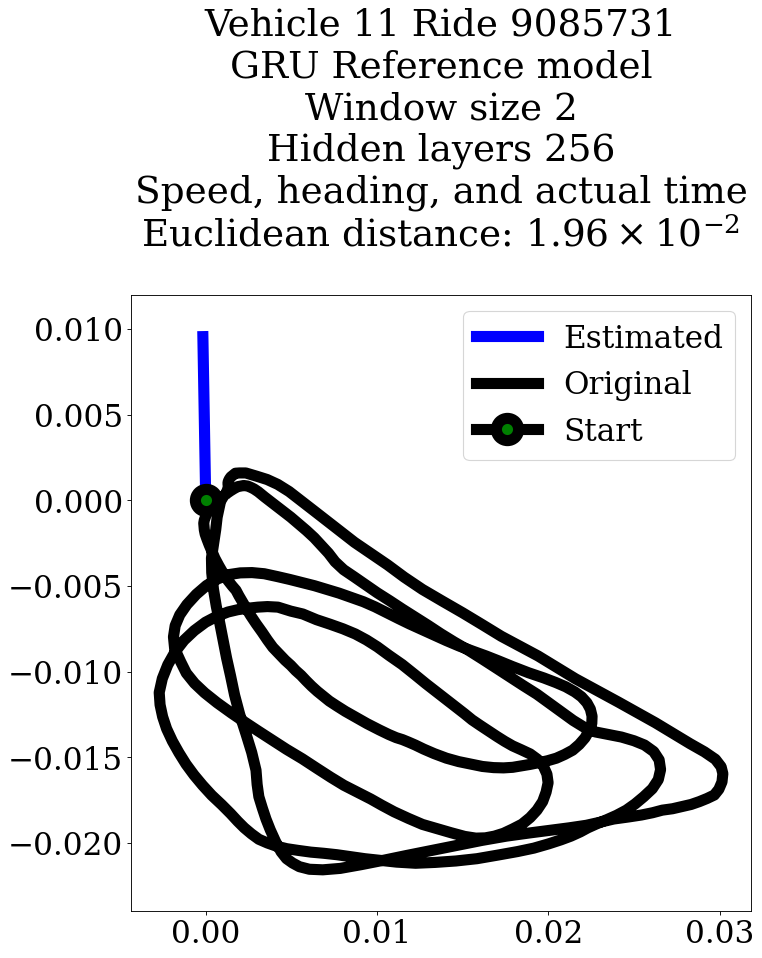 Vehicle 11 Ride 9085731
GRU Reference model
Window size 2
Hidden layers 256
Speed, heading, and actual time
Euclidean distance: 1.96 × 10⁻²
Estimated
Original
Start
0.010
0.005
0.000
−0.005
−0.010
−0.015
−0.020
0.00 0.01 0.02 0.03